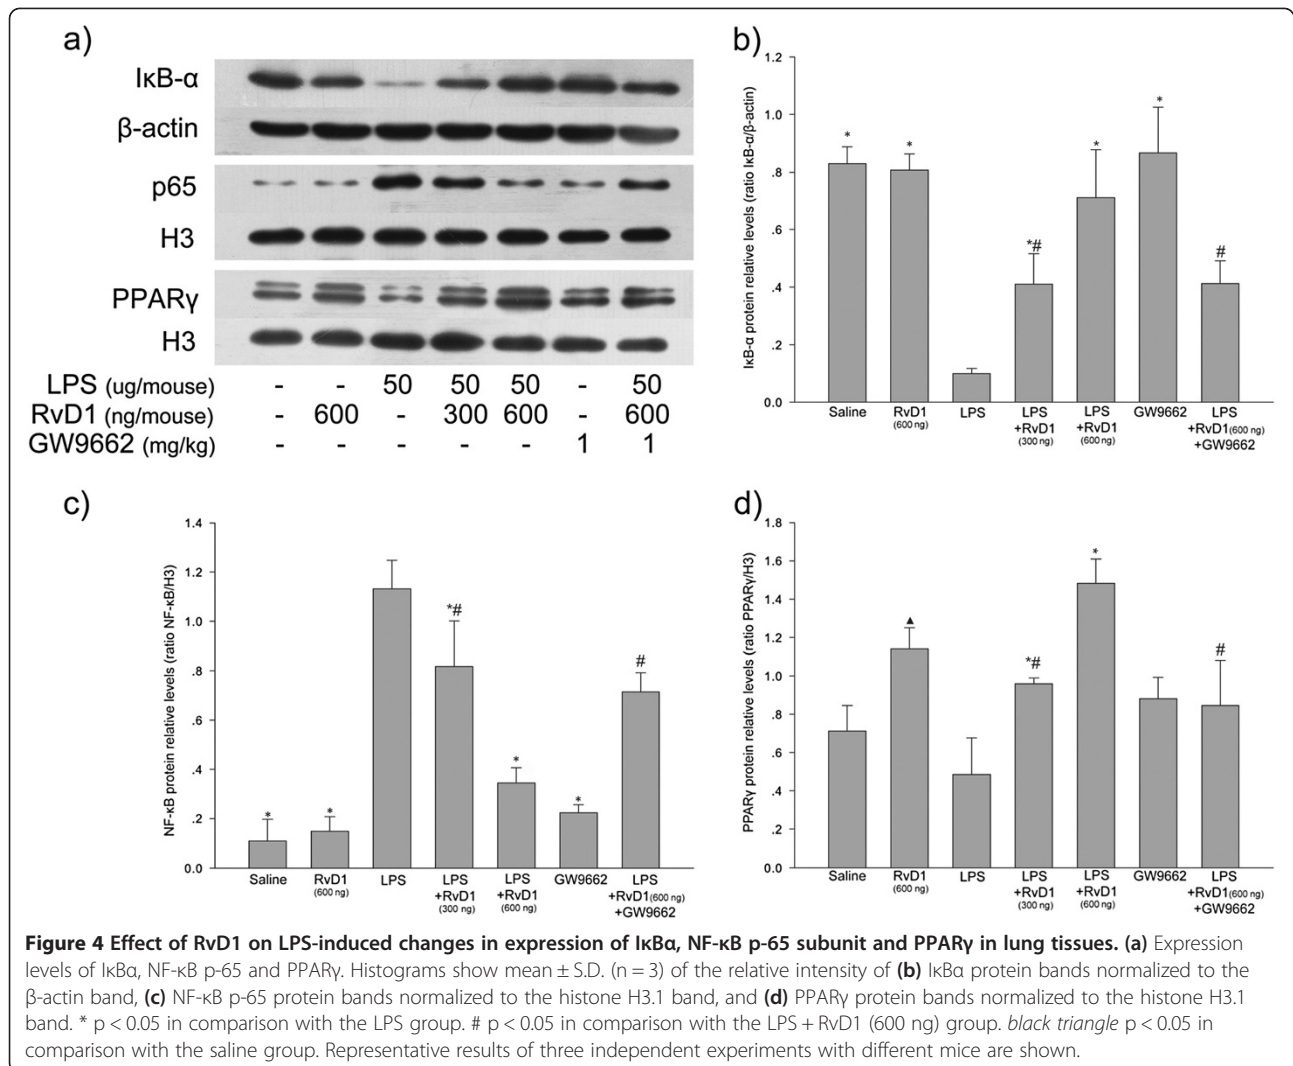 a)
IκB-α
β-actin
p65
H3
PPARγ
H3
LPS (ug/mouse) - - 50 50 50 - 50
RvD1 (ng/mouse) - 600 - 300 600 - 600
GW9662 (mg/kg) - - - - - 1 1
b)
IκB-α protein relative levels (ratio IκB-α/β-actin)
1.2
1.0
.8
.6
.4
.2
0.0
* * *# * * #
Saline RvD1 LPS LPS LPS GW9662 LPS
(600 ng) +RvD1 +RvD1 +RvD1(600 ng)
(300 ng) (600 ng) +GW9662
c)
NF-κB protein relative levels (ratio NF-κB/H3)
1.4
1.2
1.0
.8
.6
.4
.2
0.0
* * *# * * #
Saline RvD1 LPS LPS LPS GW9662 LPS
(600 ng) +RvD1 +RvD1 +RvD1(600 ng)
(300 ng) (600 ng) +GW9662
d)
PPARγ protein relative levels (ratio PPARγ/H3)
1.8
1.6
1.4
1.2
1.0
.8
.6
.4
.2
0.0
▲ *# * #
Saline RvD1 LPS LPS LPS GW9662 LPS
(600 ng) +RvD1 +RvD1 +RvD1(600 ng)
(300 ng) (600 ng) +GW9662
Figure 4 Effect of RvD1 on LPS-induced changes in expression of IκBα, NF-κB p-65 subunit and PPARγ in lung tissues. (a) Expression
levels of IκBα, NF-κB p-65 and PPARγ. Histograms show mean ± S.D. (n = 3) of the relative intensity of (b) IκBα protein bands normalized to the
β-actin band, (c) NF-κB p-65 protein bands normalized to the histone H3.1 band, and (d) PPARγ protein bands normalized to the histone H3.1
band. * p < 0.05 in comparison with the LPS group. # p < 0.05 in comparison with the LPS + RvD1 (600 ng) group. black triangle p < 0.05 in
comparison with the saline group. Representative results of three independent experiments with different mice are shown.